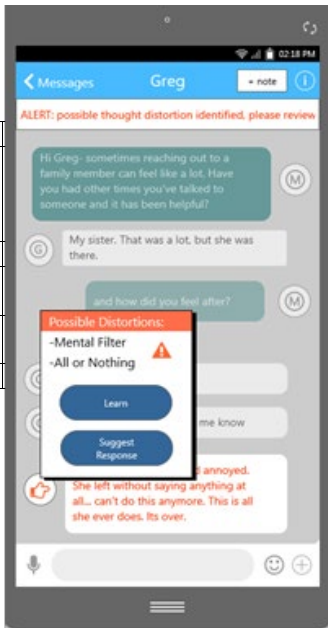 02:18 PM
Messages
Greg
+ note
i
ALERT: possible thought distortion identified, please review
Hi Greg- sometimes reaching out to a
family member can feel like a lot. Have
you had other times you've talked to
someone and it has been helpful?
M
G
My sister. That was a lot, but she was
there.
and how did you feel after?
M
Possible Distortions:
-Mental Filter
-All or Nothing
Learn
Suggest
Response
me know
annoyed.
She left without saying anything at
all... can't do this anymore. This is all
she ever does. Its over.